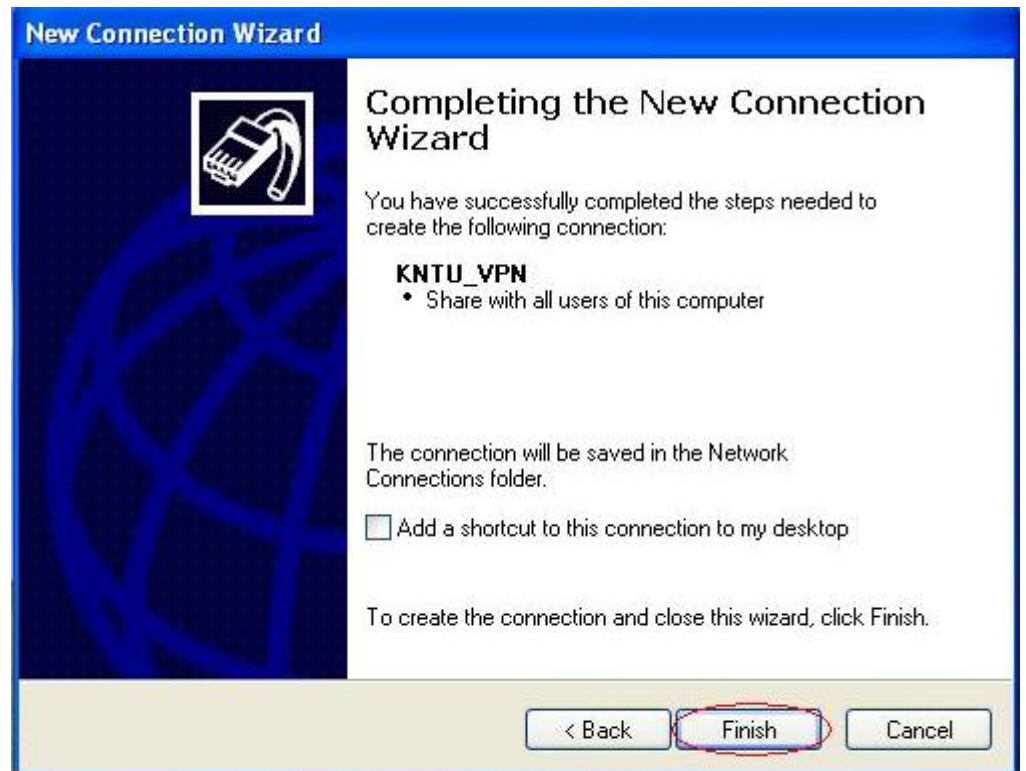 New Connection Wizard
Completing the New Connection
Wizard
You have successfully completed the steps needed to
create the following connection:
KNTU_VPN
• Share with all users of this computer
The connection will be saved in the Network
Connections folder.
Add a shortcut to this connection to my desktop
To create the connection and close this wizard, click Finish.
< Back Finish Cancel